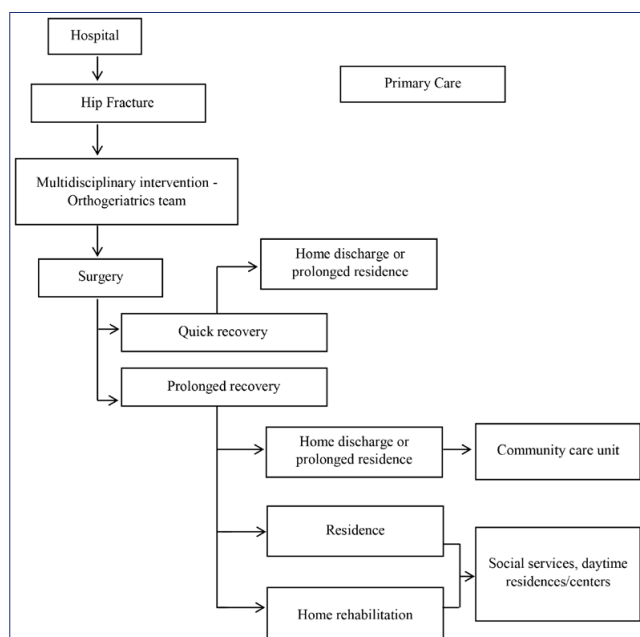 Hospital
Primary Care
Hip Fracture
Multidisciplinary intervention -
Orthogeriatrics team
Surgery
Home discharge or
prolonged residence
Quick recovery
Prolonged recovery
Home discharge or
prolonged residence
Community care unit
Residence
Social services, daytime
residences/centers
Home rehabilitation